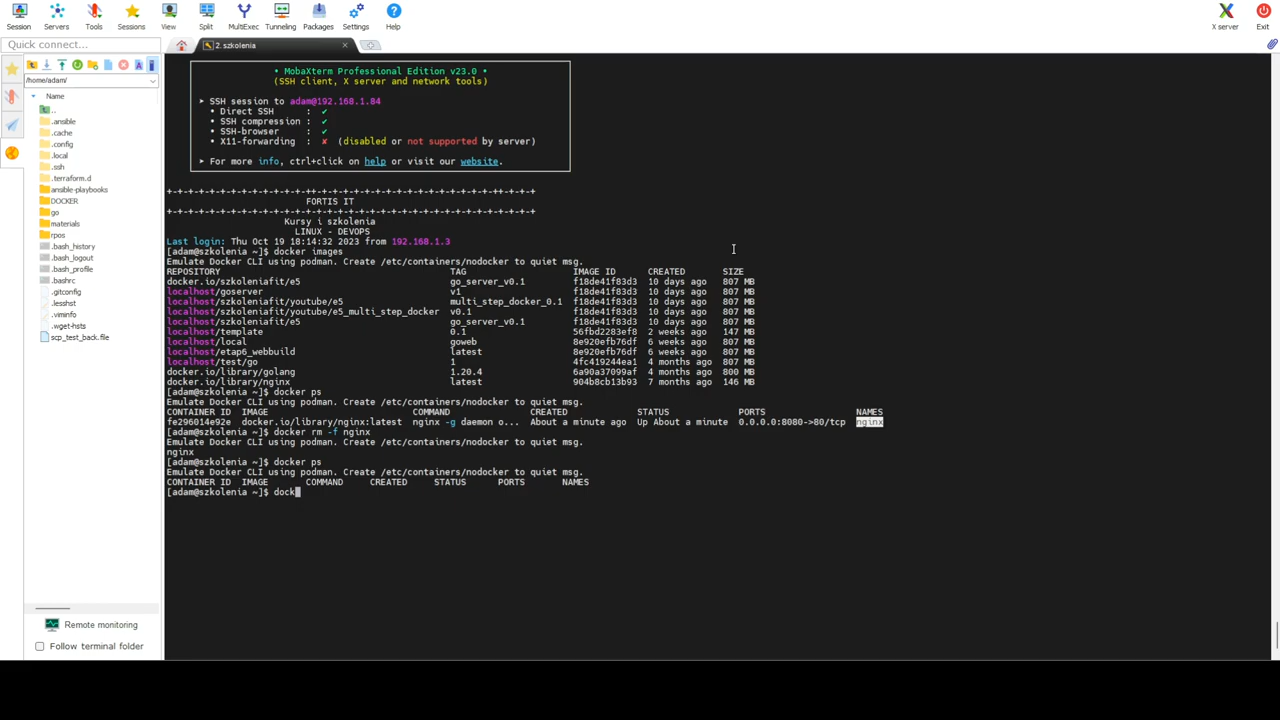 Session Servers Tools Sessions View Split MultiExec Tunneling Packages Settings Help X server Exit
Quick connect... 2. szkolenia
/home/adam/
Name
..
.ansible
.cache
.config
.local
.ssh
.terraform.d
ansible-playbooks
DOCKER
go
materials
rpos
.bash_history
.bash_logout
.bash_profile
.bashrc
.gitconfig
.lesshst
.viminfo
.wget-hsts
scp_test_back.file
Remote monitoring
Follow terminal folder
• MobaXterm Professional Edition v23.0 •
(SSH client, X server and network tools)
➤ SSH session to adam@192.168.1.84
• Direct SSH : ✔
• SSH compression : ✔
• SSH-browser : ✔
• X11-forwarding : ✘ (disabled or not supported by server)
➤ For more info, ctrl+click on help or visit our website.
+-+-+-+-+-+-+-+-+-+-+-+-++-+-+-+-+-+-+-+-+-+-+-++-+-+-+-+
FORTIS IT
+-+-+-+-+-+-+-+-+-+-+-+-+-+-+-+-+-+-+-+-+-+-+-+-+-+-+-+-+
Kursy i szkolenia
LINUX - DEVOPS
Last login: Thu Oct 19 18:14:32 2023 from 192.168.1.3
[adam@szkolenia ~]$ docker images
Emulate Docker CLI using podman. Create /etc/containers/nodocker to quiet msg.
REPOSITORY TAG IMAGE ID CREATED SIZE
docker.io/szkoleniafit/e5 go_server_v0.1 f18de41f83d3 10 days ago 807 MB
localhost/goserver v1 f18de41f83d3 10 days ago 807 MB
localhost/szkoleniafit/youtube/e5 multi_step_docker_0.1 f18de41f83d3 10 days ago 807 MB
localhost/szkoleniafit/youtube/e5_multi_step_docker v0.1 f18de41f83d3 10 days ago 807 MB
localhost/szkoleniafit/e5 go_server_v0.1 f18de41f83d3 10 days ago 807 MB
localhost/template 0.1 56fbd2283ef8 2 weeks ago 147 MB
localhost/local goweb 8e920efb76df 6 weeks ago 807 MB
localhost/etap6_webbuild latest 8e920efb76df 6 weeks ago 807 MB
localhost/test/go 1 4fc419244ea1 4 months ago 807 MB
docker.io/library/golang 1.20.4 6a90a37099af 4 months ago 800 MB
docker.io/library/nginx latest 904b8cb13b93 7 months ago 146 MB
[adam@szkolenia ~]$ docker ps
Emulate Docker CLI using podman. Create /etc/containers/nodocker to quiet msg.
CONTAINER ID IMAGE COMMAND CREATED STATUS PORTS NAMES
fe296014e92e docker.io/library/nginx:latest nginx -g daemon o... About a minute ago Up About a minute 0.0.0.0:8080->80/tcp nginx
[adam@szkolenia ~]$ docker rm -f nginx
Emulate Docker CLI using podman. Create /etc/containers/nodocker to quiet msg.
nginx
[adam@szkolenia ~]$ docker ps
Emulate Docker CLI using podman. Create /etc/containers/nodocker to quiet msg.
CONTAINER ID IMAGE COMMAND CREATED STATUS PORTS NAMES
[adam@szkolenia ~]$ dock